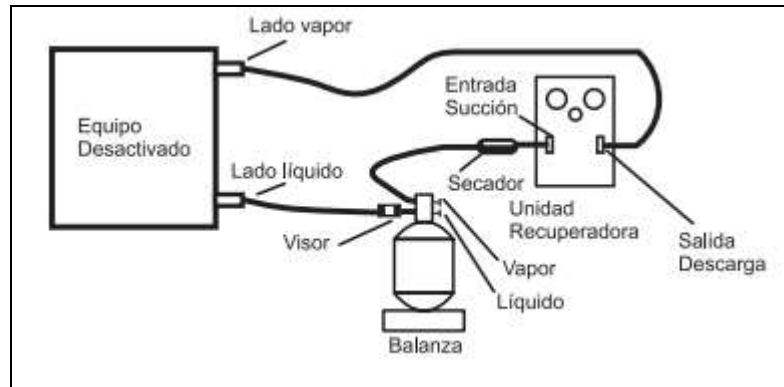 Lado vapor
Entrada
Succión
Equipo
Desactivado
Lado líquido
Secador
Unidad
Recuperadora
Salida
Descarga
Visor
Vapor
Líquido
Balanza